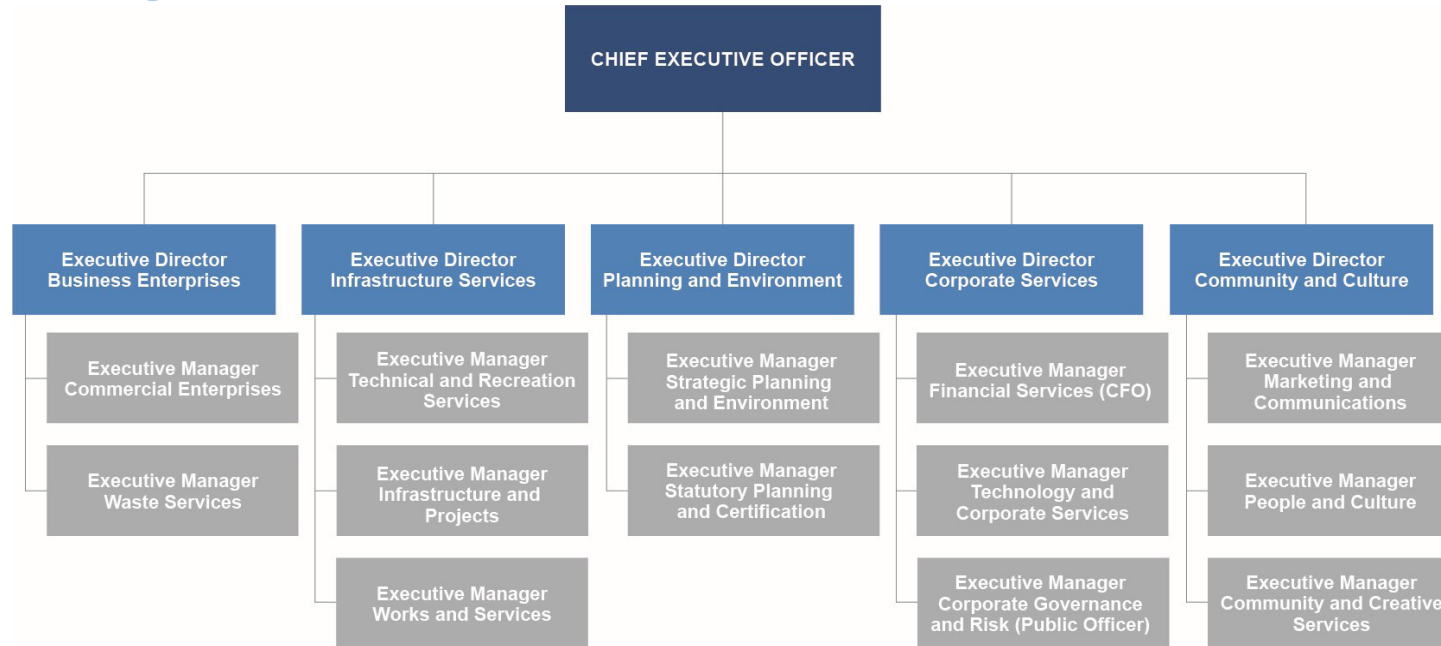 CHIEF EXECUTIVE OFFICER
Executive Director
Business Enterprises
Executive Manager
Commercial Enterprises
Executive Manager
Waste Services
Executive Director
Infrastructure Services
Executive Manager
Technical and Recreation
Services
Executive Manager
Infrastructure and
Projects
Executive Manager
Works and Services
Executive Director
Planning and Environment
Executive Manager
Strategic Planning
and Environment
Executive Manager
Statutory Planning
and Certification
Executive Director
Corporate Services
Executive Manager
Financial Services (CFO)
Executive Manager
Technology and
Corporate Services
Executive Manager
Corporate Governance
and Risk (Public Officer)
Executive Director
Community and Culture
Executive Manager
Marketing and
Communications
Executive Manager
People and Culture
Executive Manager
Community and Creative
Services